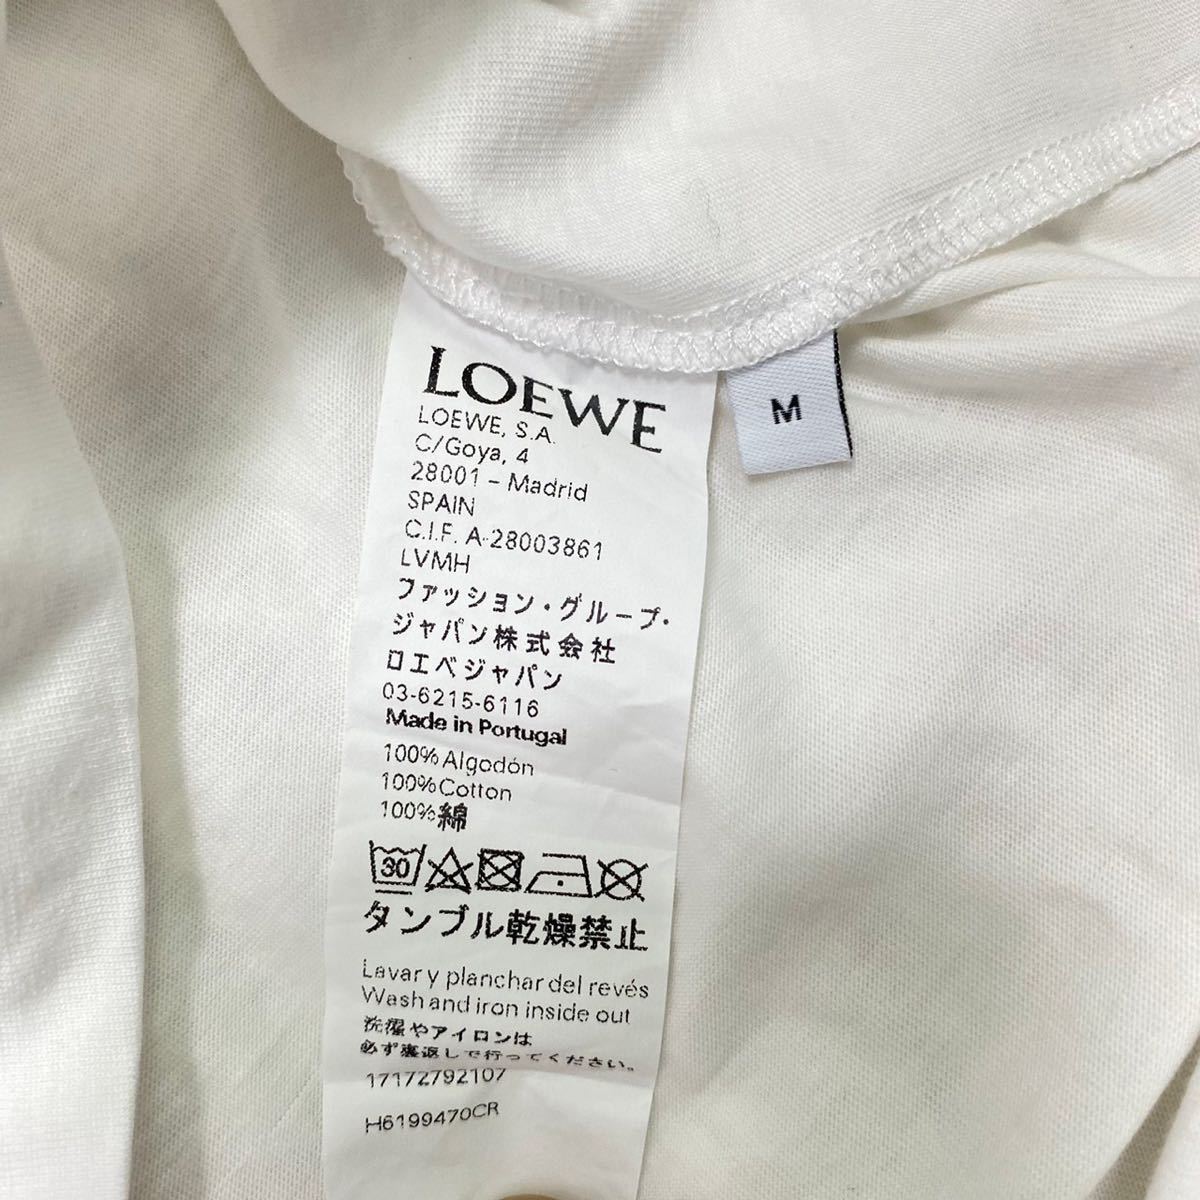 LOEWE
LOEWE, S.A.
C/Goya, 4
28001 - Madrid
SPAIN
C.I.F. A-28003861
LVMH
ファッション・グループ・
ジャパン株式会社
ロエベジャパン
03-6215-6116
Made in Portugal
100% Algodón
100% Cotton
100% 綿
30
タンブル乾燥禁止
Lavar y planchar del revés
Wash and iron inside out
洗濯やアイロンは
必ず裏返しで行ってください。
17172792107
H6199470CR
M